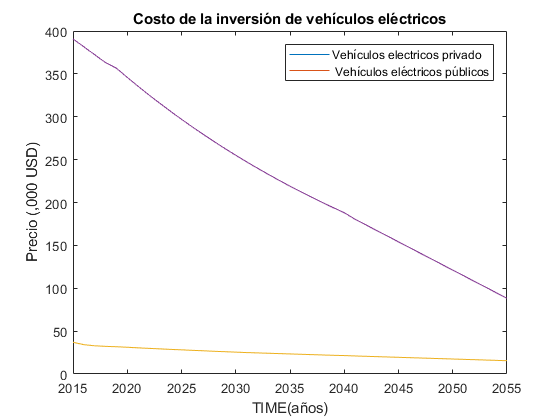 Costo de la inversión de vehículos eléctricos
400
350
300
250
200
150
100
50
0
Precio (,000 USD)
Vehículos electricos privado
Vehículos eléctricos públicos
2015 2020 2025 2030 2035 2040 2045 2050 2055
TIME(años)